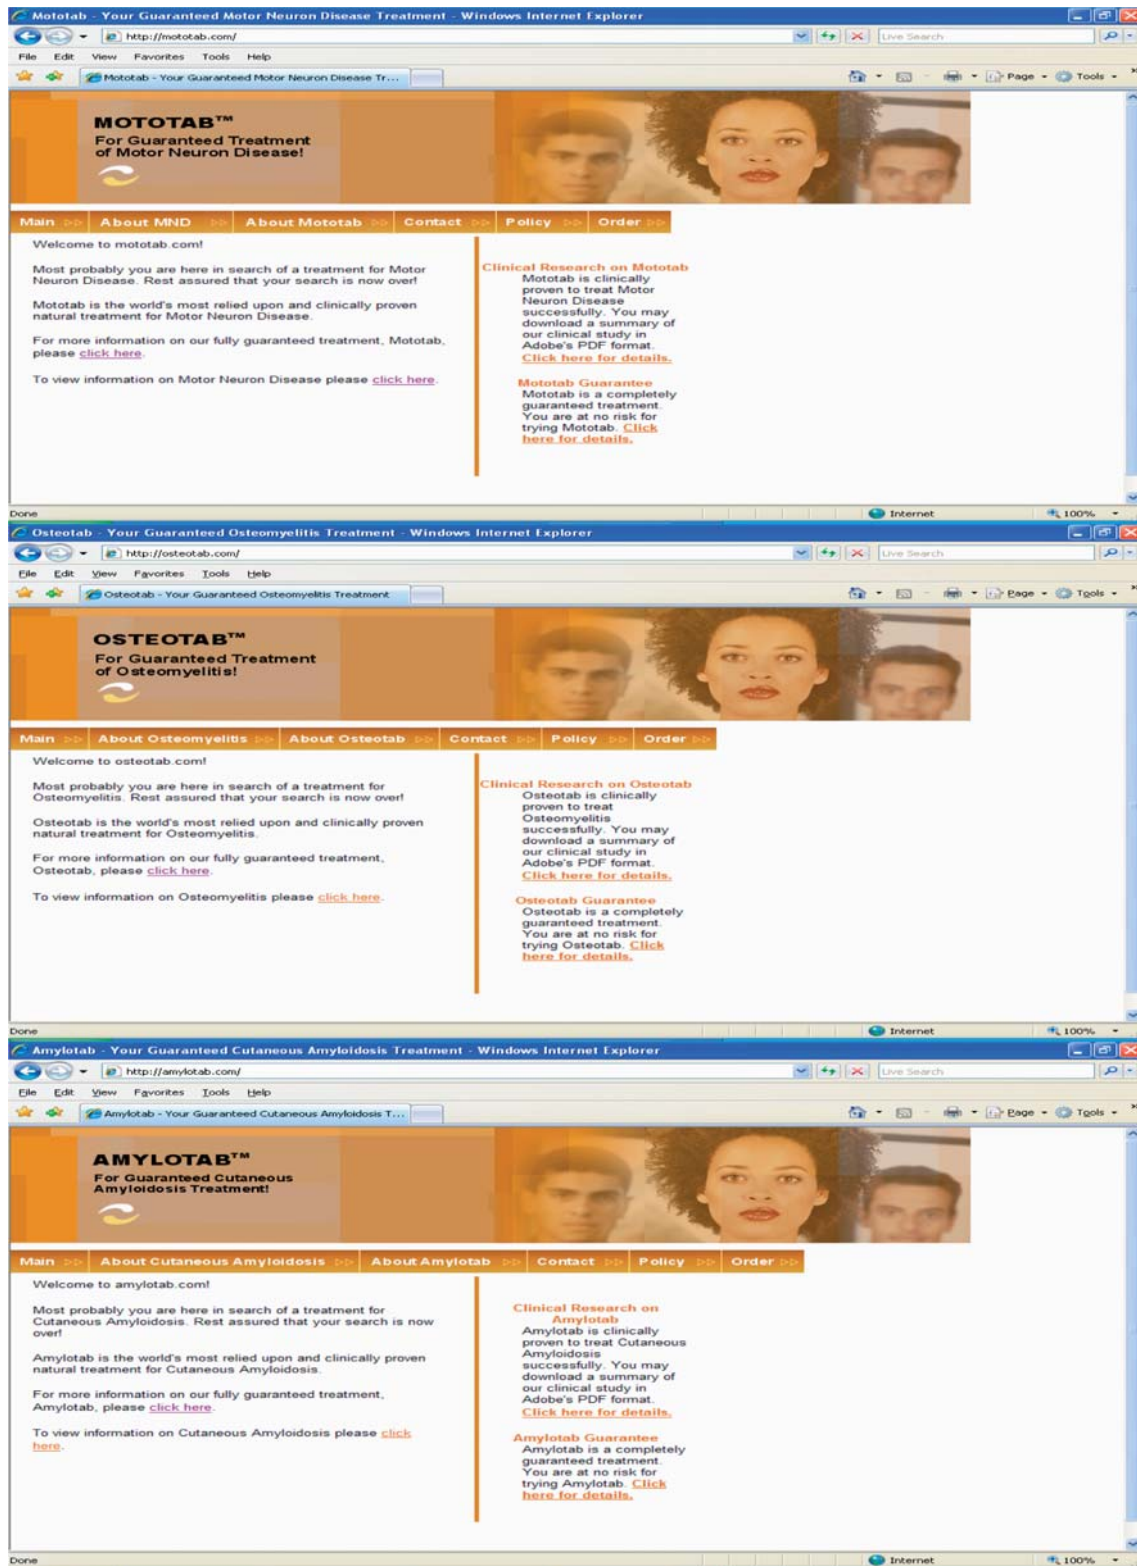 Mototab - Your Guaranteed Motor Neuron Disease Treatment - Windows Internet Explorer
http://mototab.com/
Live Search
File Edit View Favorites Tools Help
Mototab - Your Guaranteed Motor Neuron Disease Tr...
Page Tools
MOTOTAB™
For Guaranteed Treatment
of Motor Neuron Disease!
Main >> About MND >> About Mototab >> Contact >> Policy >> Order >>
Welcome to mototab.com!
Most probably you are here in search of a treatment for Motor
Neuron Disease. Rest assured that your search is now over!
Mototab is the world's most relied upon and clinically proven
natural treatment for Motor Neuron Disease.
For more information on our fully guaranteed treatment, Mototab,
please click here.
To view information on Motor Neuron Disease please click here.
Clinical Research on Mototab
Mototab is clinically
proven to treat Motor
Neuron Disease
successfully. You may
download a summary of
our clinical study in
Adobe's PDF format.
Click here for details.
Mototab Guarantee
Mototab is a completely
guaranteed treatment.
You are at no risk for
trying Mototab. Click
here for details.
Done Internet 100%
Osteotab - Your Guaranteed Osteomyelitis Treatment - Windows Internet Explorer
http://osteotab.com/
Live Search
File Edit View Favorites Tools Help
Osteotab - Your Guaranteed Osteomyelitis Treatment
Page Tools
OSTEOTAB™
For Guaranteed Treatment
of Osteomyelitis!
Main >> About Osteomyelitis >> About Osteotab >> Contact >> Policy >> Order >>
Welcome to osteotab.com!
Most probably you are here in search of a treatment for
Osteomyelitis. Rest assured that your search is now over!
Osteotab is the world's most relied upon and clinically proven
natural treatment for Osteomyelitis.
For more information on our fully guaranteed treatment,
Osteotab, please click here.
To view information on Osteomyelitis please click here.
Clinical Research on Osteotab
Osteotab is clinically
proven to treat
Osteomyelitis
successfully. You may
download a summary of
our clinical study in
Adobe's PDF format.
Click here for details.
Osteotab Guarantee
Osteotab is a completely
guaranteed treatment.
You are at no risk for
trying Osteotab. Click
here for details.
Done Internet 100%
Amylotab - Your Guaranteed Cutaneous Amyloidosis Treatment - Windows Internet Explorer
http://amylotab.com/
Live Search
File Edit View Favorites Tools Help
Amylotab - Your Guaranteed Cutaneous Amyloidosis T...
Page Tools
AMYLOTAB™
For Guaranteed Cutaneous
Amyloidosis Treatment!
Main >> About Cutaneous Amyloidosis >> About Amylotab >> Contact >> Policy >> Order >>
Welcome to amylotab.com!
Most probably you are here in search of a treatment for
Cutaneous Amyloidosis. Rest assured that your search is now
over!
Amylotab is the world's most relied upon and clinically proven
natural treatment for Cutaneous Amyloidosis.
For more information on our fully guaranteed treatment,
Amylotab, please click here.
To view information on Cutaneous Amyloidosis please click
here.
Clinical Research on
Amylotab
Amylotab is clinically
proven to treat Cutaneous
Amyloidosis
successfully. You may
download a summary of
our clinical study in
Adobe's PDF format.
Click here for details.
Amylotab Guarantee
Amylotab is a completely
guaranteed treatment.
You are at no risk for
trying Amylotab. Click
here for details.
Done Internet 100%